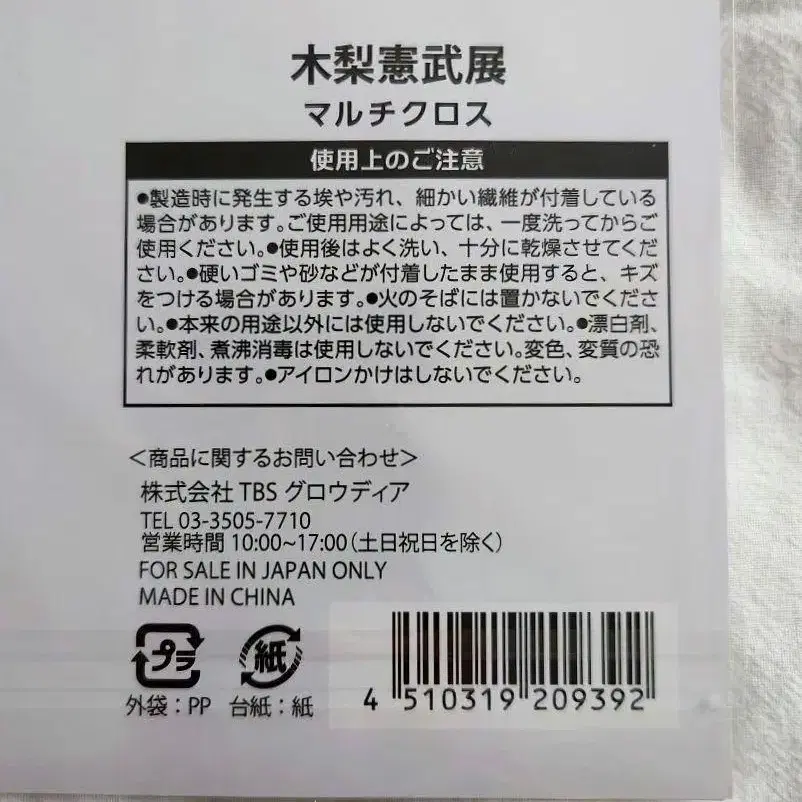 木梨憲武展
マルチクロス
使用上のご注意
●製造時に発生する埃や汚れ、細かい繊維が付着している
場合があります。ご使用用途によっては、一度洗ってからご
使用ください。●使用後はよく洗い、十分に乾燥させてくだ
さい。●硬いゴミや砂などが付着したまま使用すると、キズ
をつける場合があります。●火のそばには置かないでくださ
い。●本来の用途以外には使用しないでください。●漂白剤、
柔軟剤、煮沸消毒は使用しないでください。変色、変質の恐
れがあります。●アイロンかけはしないでください。
＜商品に関するお問い合わせ＞
株式会社 TBS グロウディア
TEL 03-3505-7710
営業時間 10:00~17:00（土日祝日を除く）
FOR SALE IN JAPAN ONLY
MADE IN CHINA
プラ 紙
外袋：PP 台紙：紙
4 510319 209392